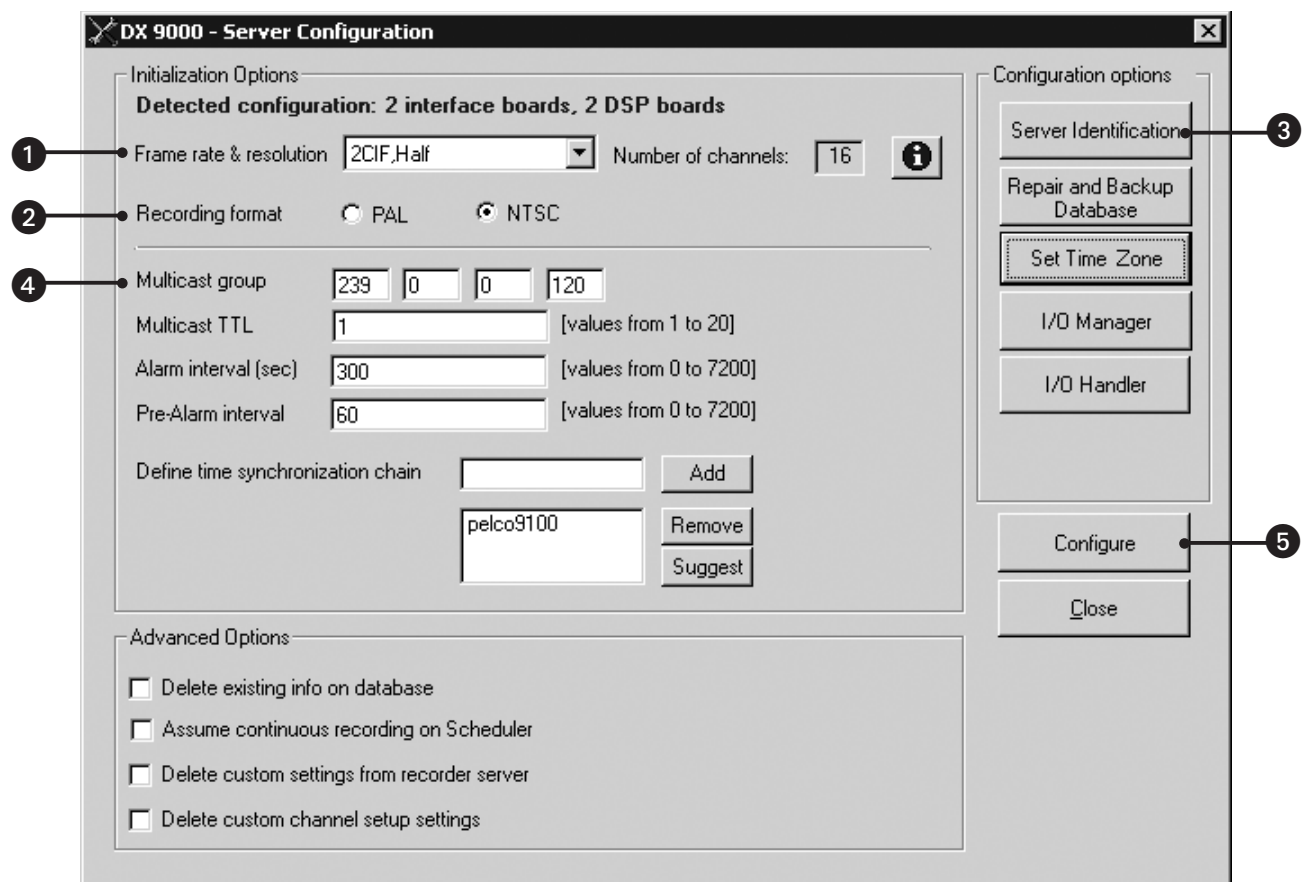 DX 9000 - Server Configuration
Initialization Options
Detected configuration: 2 interface boards, 2 DSP boards
1 Frame rate & resolution 2CIF,Half Number of channels: 16
2 Recording format PAL NTSC
4 Multicast group 239 0 0 120
Multicast TTL 1 [values from 1 to 20]
Alarm interval (sec) 300 [values from 0 to 7200]
Pre-Alarm interval 60 [values from 0 to 7200]
Define time synchronization chain Add
pelco9100 Remove
Suggest
Configuration options
Server Identification 3
Repair and Backup
Database
Set Time Zone
I/O Manager
I/O Handler
Configure 5
Close
Advanced Options
Delete existing info on database
Assume continuous recording on Scheduler
Delete custom settings from recorder server
Delete custom channel setup settings